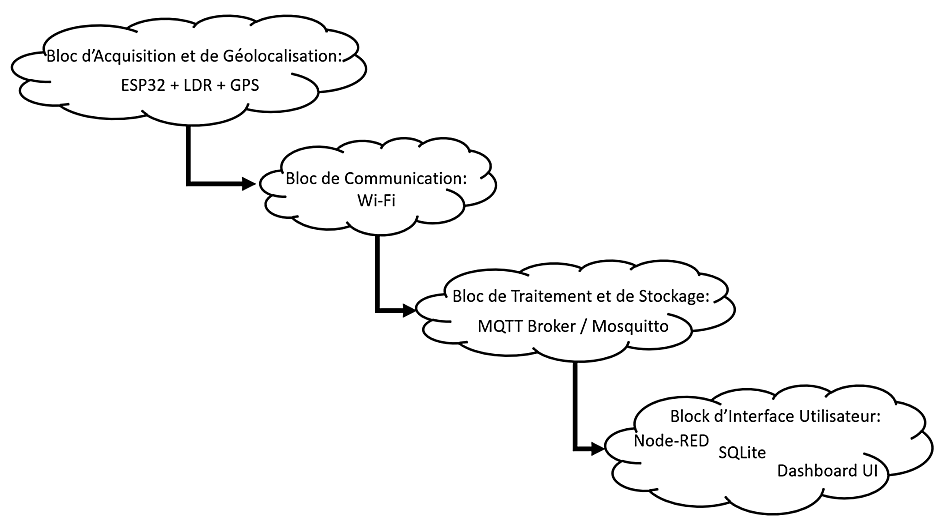 Bloc d'Acquisition et de Géolocalisation:
ESP32 + LDR + GPS
Bloc de Communication:
Wi-Fi
Bloc de Traitement et de Stockage:
MQTT Broker / Mosquitto
Block d'Interface Utilisateur:
Node-RED
SQLite
Dashboard UI